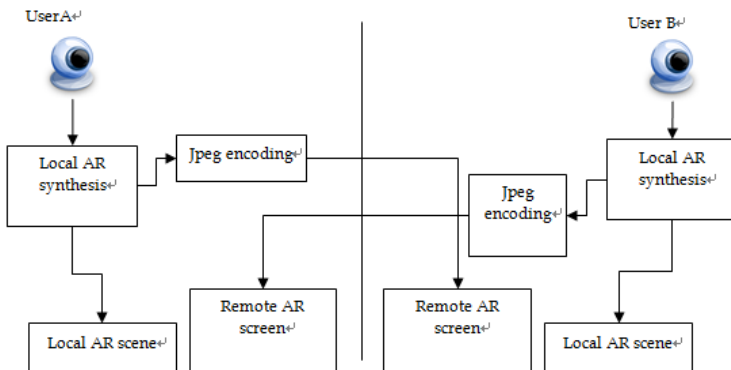 UserA↵
User B↵
Local AR
synthesis↵
Jpeg encoding↵
Jpeg
encoding↵
Local AR
synthesis↵
Remote AR
screen↵
Remote AR
screen↵
Local AR scene↵
Local AR scene↵